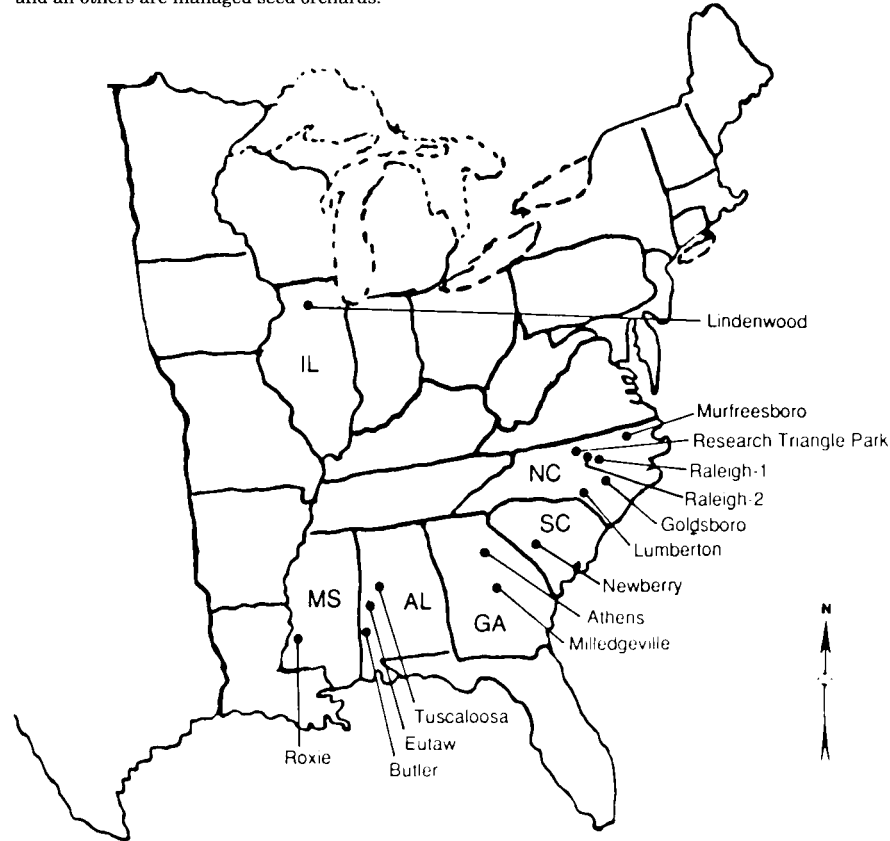 and all others are managed seed orchards.
Lindenwood
IL
Murfreesboro
Research Triangle Park
NC
Raleigh-1
Raleigh-2
Goldsboro
SC
Lumberton
Newberry
MS
AL
GA
Athens
N
Milledgeville
Tuscaloosa
Eutaw
Roxie
Butler